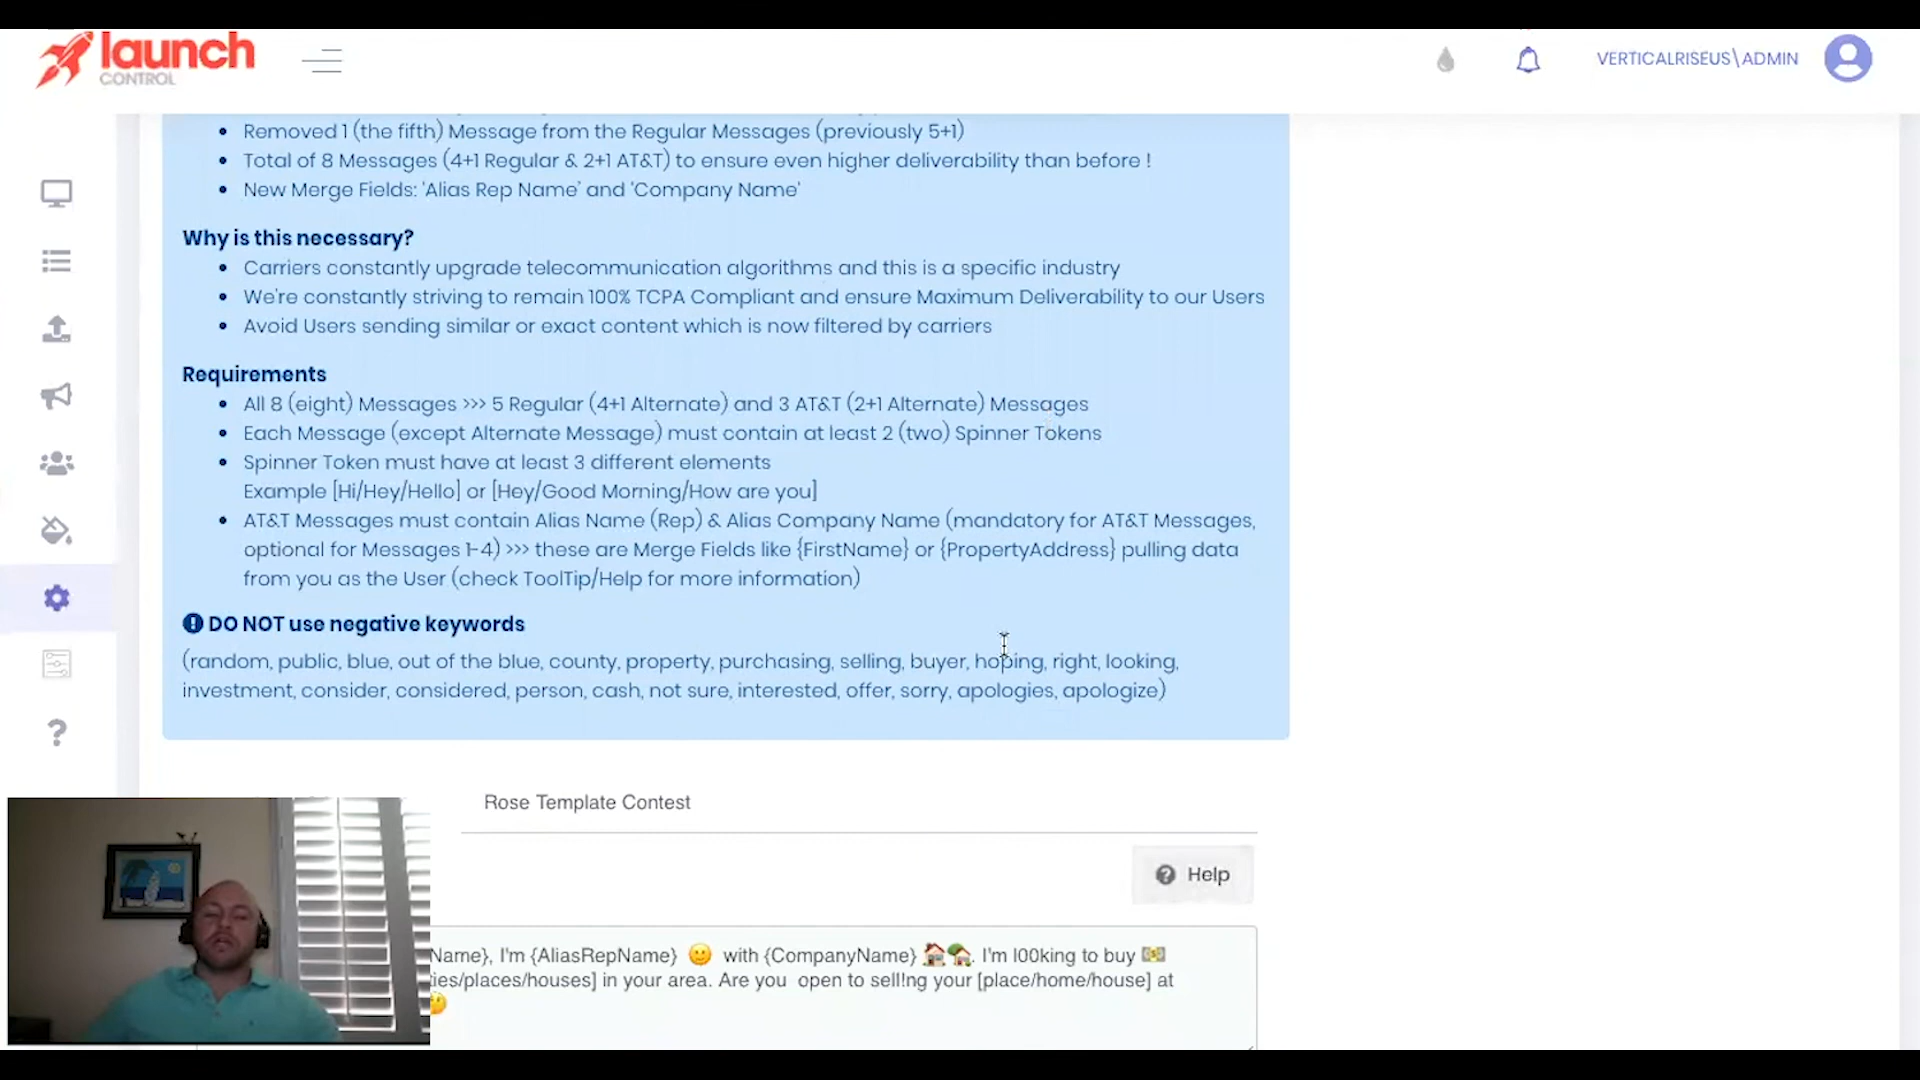 launch
CONTROL
VERTICALRISEUS\ADMIN
Removed 1 (the fifth) Message from the Regular Messages (previously 5+1)
Total of 8 Messages (4+1 Regular & 2+1 AT&T) to ensure even higher deliverability than before !
New Merge Fields: 'Alias Rep Name' and 'Company Name'
Why is this necessary?
Carriers constantly upgrade telecommunication algorithms and this is a specific industry
We're constantly striving to remain 100% TCPA Compliant and ensure Maximum Deliverability to our Users
Avoid Users sending similar or exact content which is now filtered by carriers
Requirements
All 8 (eight) Messages >>> 5 Regular (4+1 Alternate) and 3 AT&T (2+1 Alternate) Messages
Each Message (except Alternate Message) must contain at least 2 (two) Spinner Tokens
Spinner Token must have at least 3 different elements
Example [Hi/Hey/Hello] or [Hey/Good Morning/How are you]
AT&T Messages must contain Alias Name (Rep) & Alias Company Name (mandatory for AT&T Messages,
optional for Messages 1-4) >>> these are Merge Fields like {FirstName} or {PropertyAddress} pulling data
from you as the User (check ToolTip/Help for more information)
DO NOT use negative keywords
(random, public, blue, out of the blue, county, property, purchasing, selling, buyer, hoping, right, looking,
investment, consider, considered, person, cash, not sure, interested, offer, sorry, apologies, apologize)
Rose Template Contest
Help
Name}, I'm {AliasRepName} 🙂 with {CompanyName} 🏠🏡. I'm l00king to buy 💵
ies/places/houses] in your area. Are you open to sell!ng your [place/home/house] at
🤔